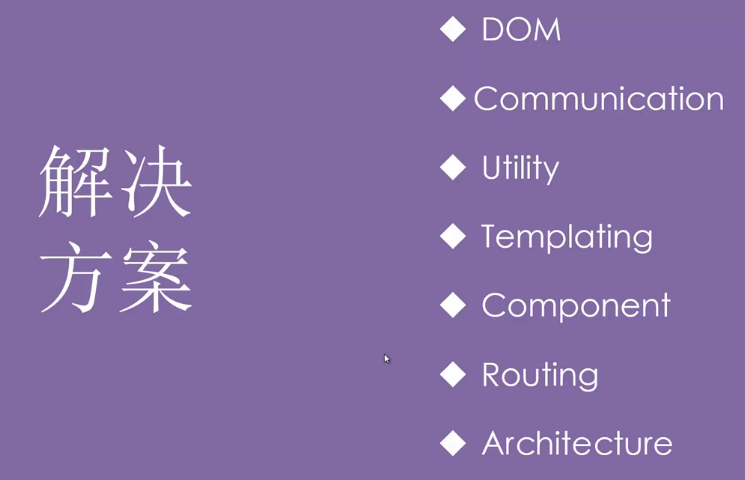 解决
方案
◆ DOM
◆ Communication
◆ Utility
◆ Templating
◆ Component
◆ Routing
◆ Architecture